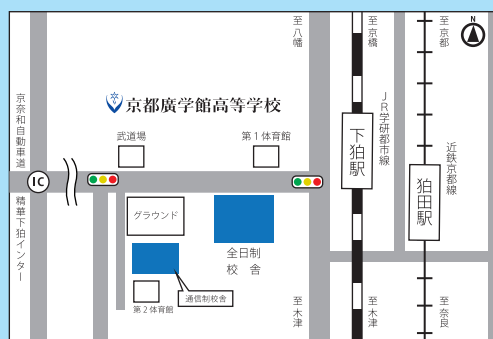 至八幡
至京橋
至京都
N
京奈和自動車道
京都廣学館高等学校
JR学研都市線
武道場
第1体育館
下狛駅
近鉄京都線
IC
狛田駅
精華下狛インター
グラウンド
全日制
校 舎
通信制校舎
第2体育館
至木津
至木津
至奈良